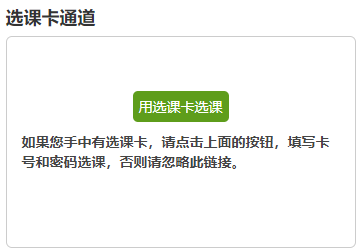 选课卡通道
用选课卡选课
如果您手中有选课卡，请点击上面的按钮，填写卡
号和密码选课，否则请忽略此链接。